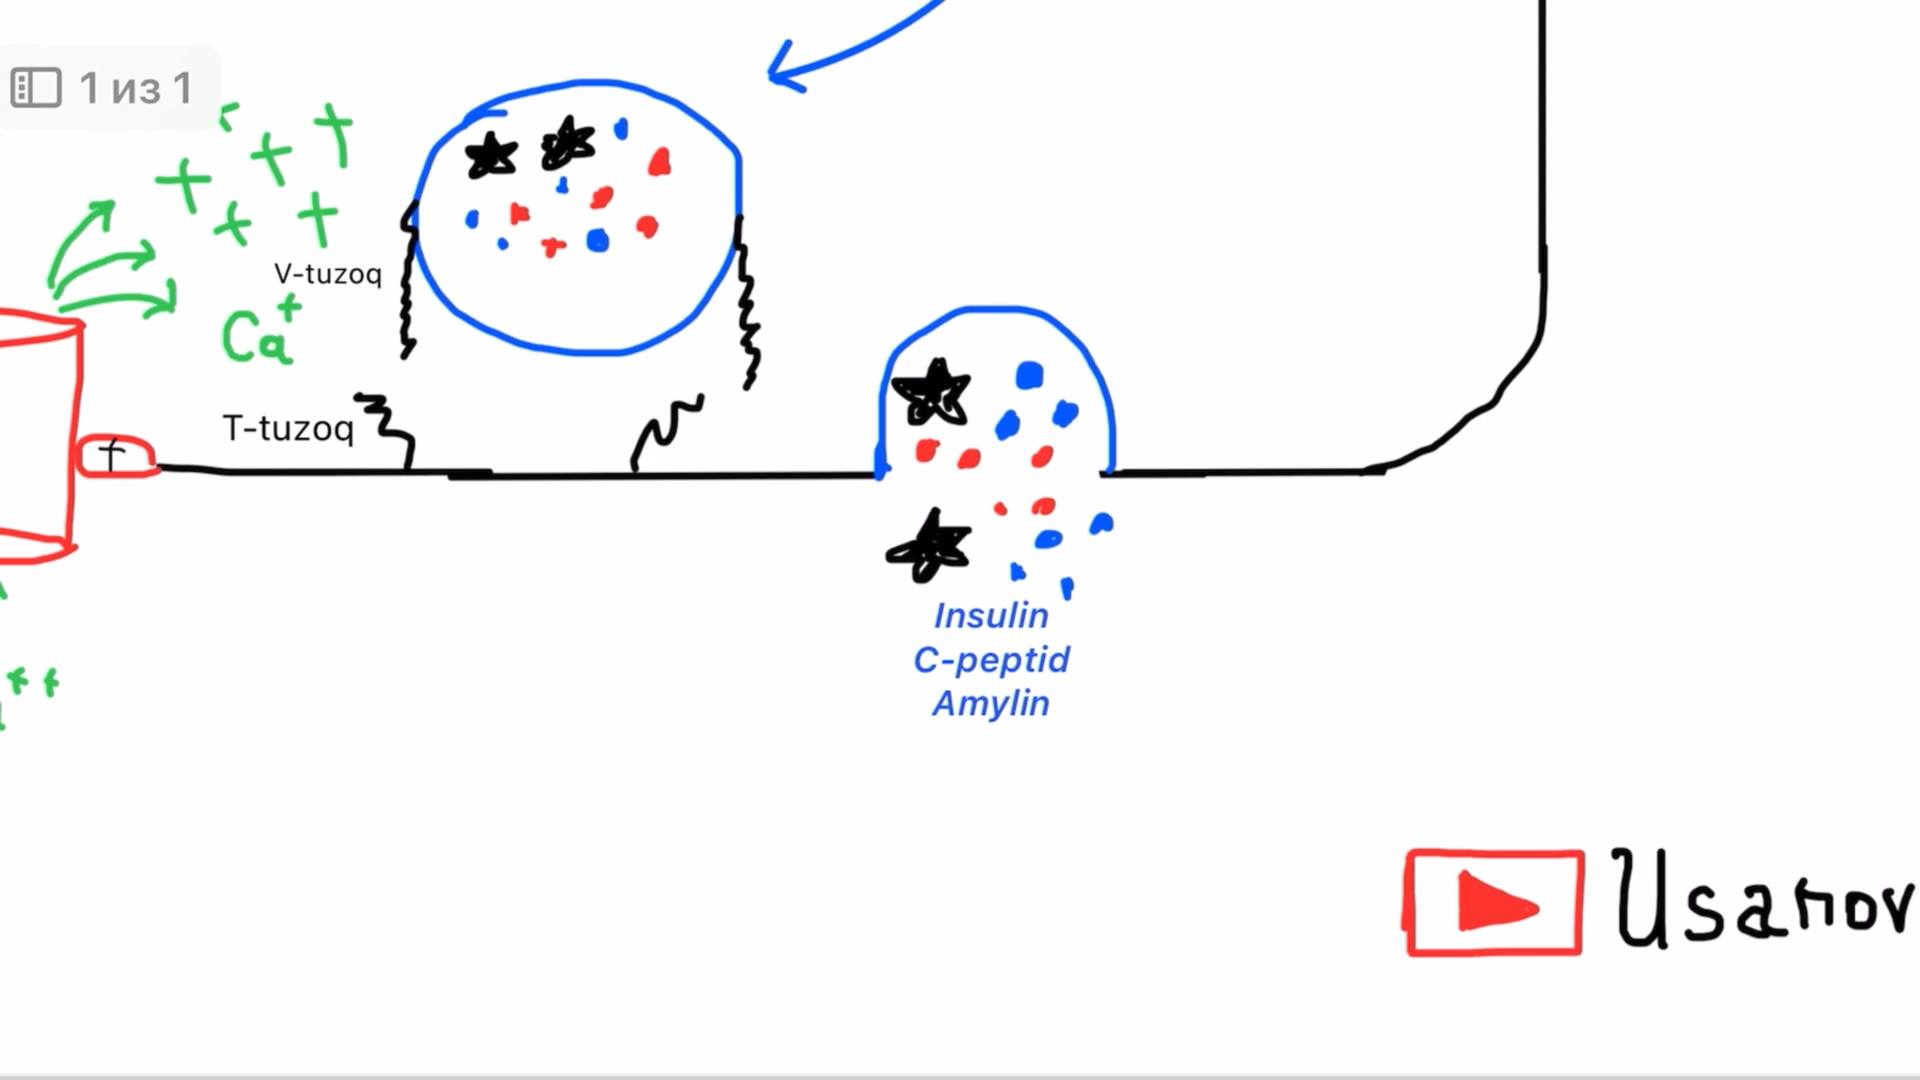 1 из 1
V-tuzoq
Ca+
T-tuzoq
+
Insulin
C-peptid
Amylin
Usanov